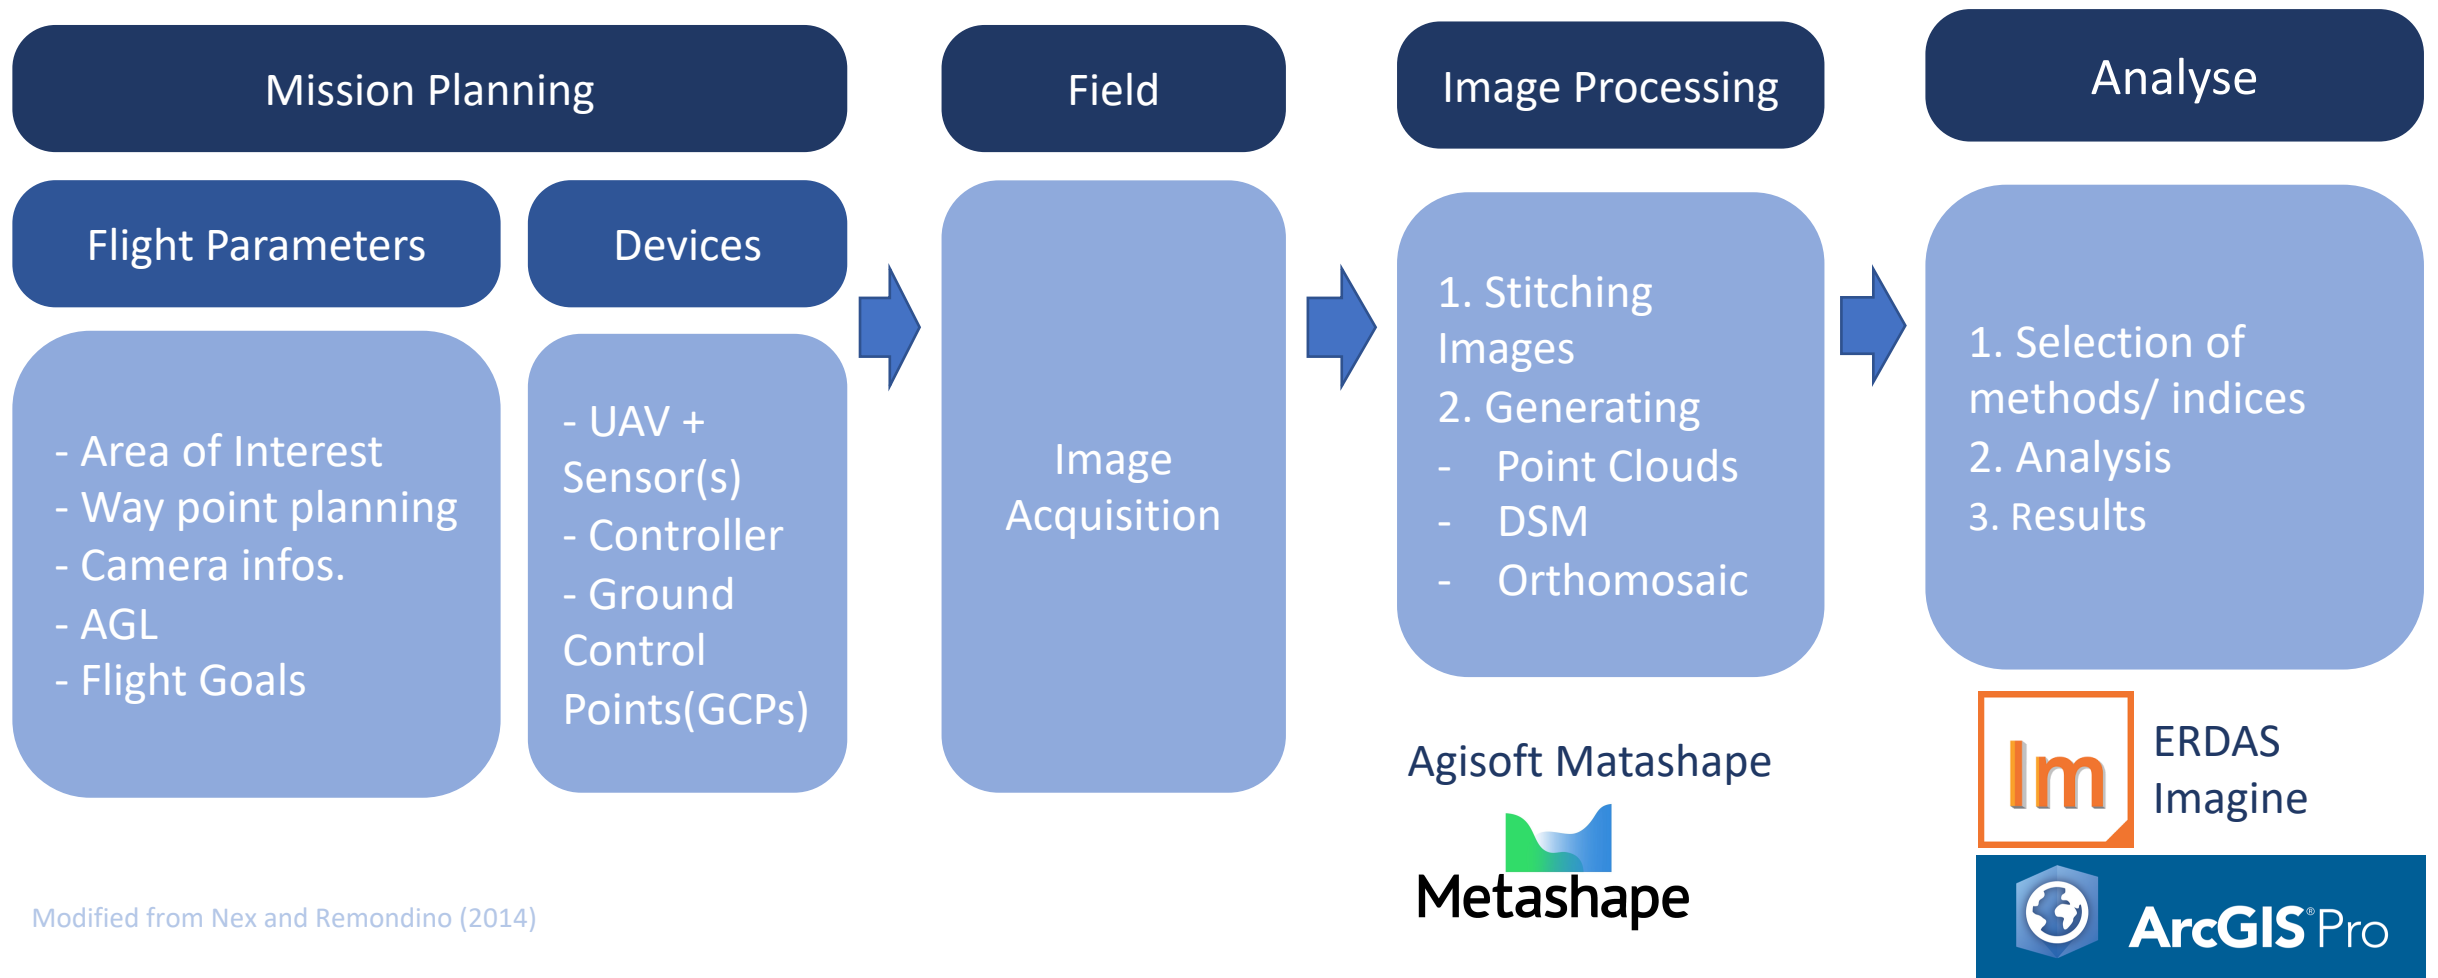 Mission Planning
Flight Parameters
- Area of Interest
- Way point planning
- Camera infos.
- AGL
- Flight Goals
Devices
- UAV +
Sensor(s)
- Controller
- Ground
Control
Points(GCPs)
Field
Image
Acquisition
Image Processing
1. Stitching
Images
2. Generating
- Point Clouds
- DSM
- Orthomosaic
Agisoft Matashape
Metashape
Analyse
1. Selection of
methods/ indices
2. Analysis
3. Results
Im
ERDAS
Imagine
ArcGIS® Pro
Modified from Nex and Remondino (2014)